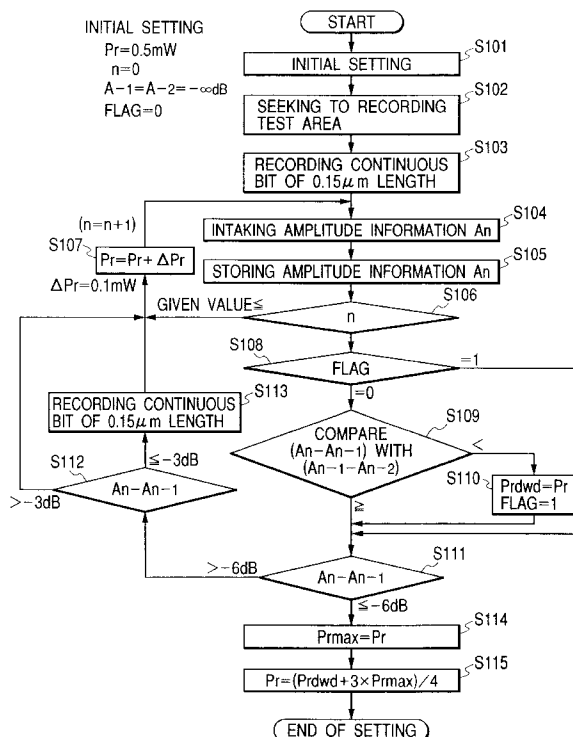 INITIAL SETTING
Pr=0.5mW
n=0
A-1=A-2=-∞dB
FLAG=0
START
S101
INITIAL SETTING
S102
SEEKING TO RECORDING
TEST AREA
S103
RECORDING CONTINUOUS
BIT OF 0.15μm LENGTH
(n=n+1)
S104
INTAKING AMPLITUDE INFORMATION An
S107
Pr=Pr+ΔPr
ΔPr=0.1mW
S105
STORING AMPLITUDE INFORMATION An
S106
GIVEN VALUE≦
n
S108
FLAG
=1
=0
S113
RECORDING CONTINUOUS
BIT OF 0.15μm LENGTH
S109
COMPARE
(An-An-1) WITH
(An-1-An-2)
<
≧
S110
Prdwd=Pr
FLAG=1
≦-3dB
S112
An-An-1
>-3dB
S111
>-6dB
An-An-1
≦-6dB
S114
Prmax=Pr
S115
Pr=(Prdwd+3×Prmax)/4
END OF SETTING